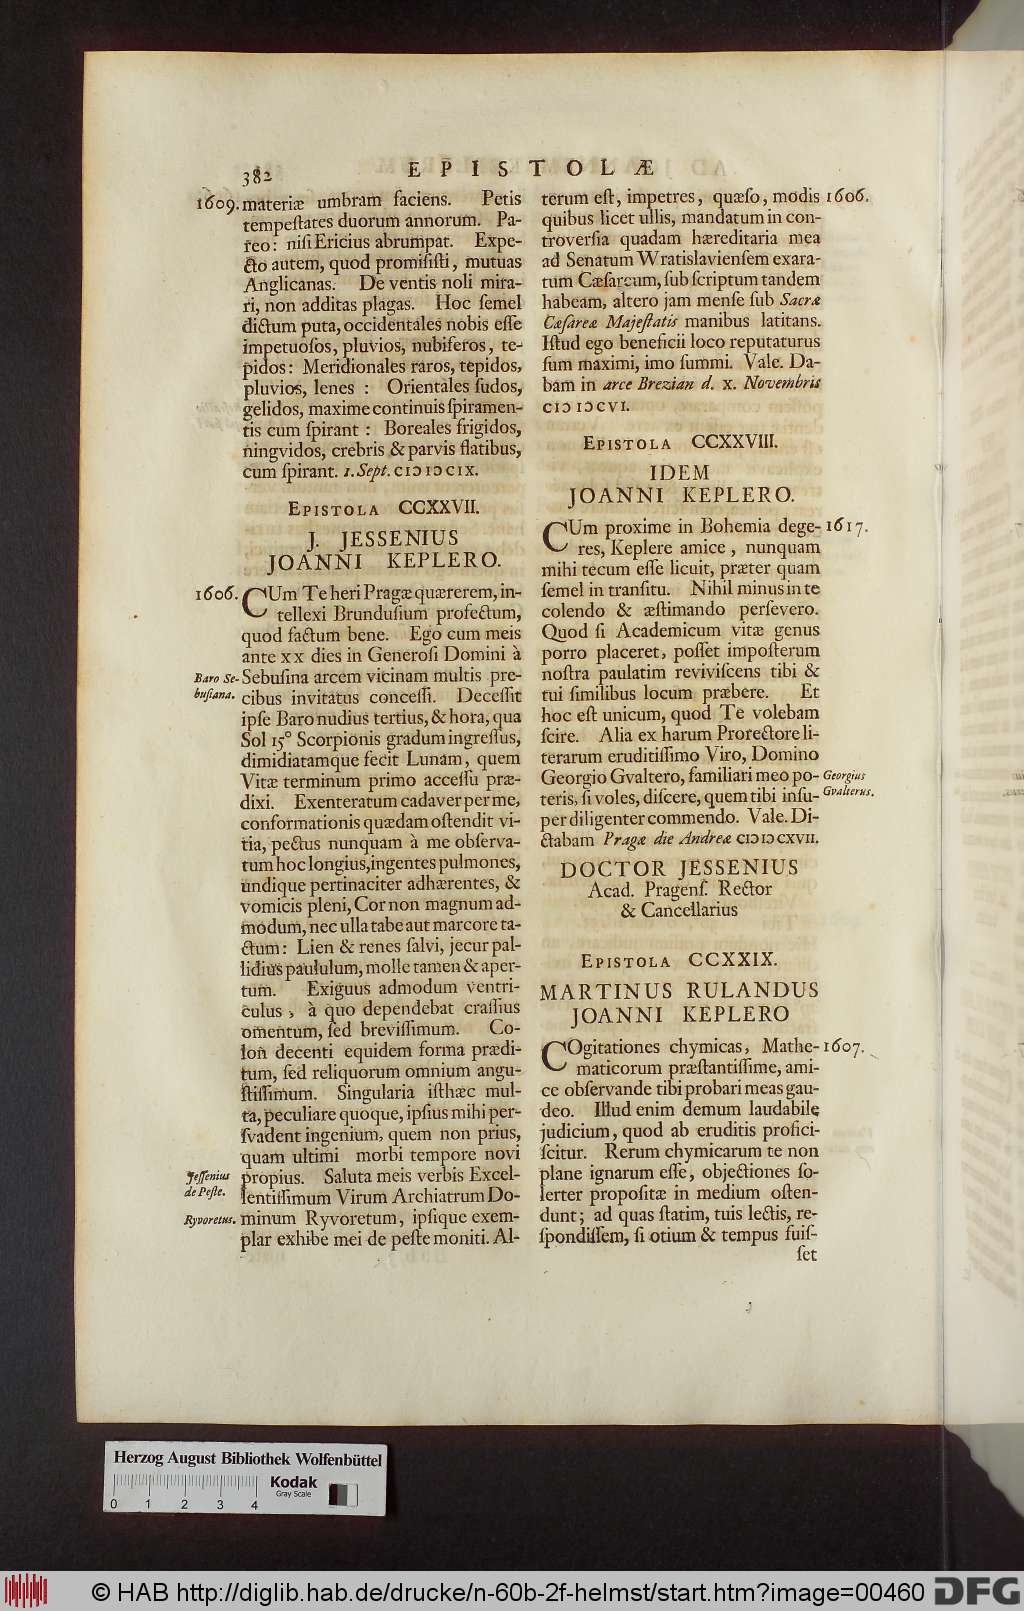 382
EPISTOLÆ
1609. materiæ umbram faciens. Petis
tempeſtates duorum annorum. Pa-
reo: niſi Ericius abrumpat. Expe-
cto autem, quod promiſiſti, mutuas
Anglicanas. De ventis noli mira-
ri, non additas plagas. Hoc ſemel
dictum puta, occidentales nobis eſſe
impetuoſos, pluvios, nubiferos, te-
pidos: Meridionales raros, tepidos,
pluvios, lenes : Orientales ſudos,
gelidos, maxime continuis ſpiramen-
tis cum ſpirant : Boreales frigidos,
ningvidos, crebris & parvis flatibus,
cum ſpirant. 1. Sept. CIↃ IↃCIX.
EPISTOLA CCXXVII.
J. JESSENIUS
JOANNI KEPLERO.
1606. CUm Te heri Pragæ quærerem, in-
tellexi Brunduſium profectum,
quod factum bene. Ego cum meis
ante xx dies in Generoſi Domini à
Baro Se- Sebuſina arcem vicinam multis pre-
buſiana. cibus invitatus conceſſi. Deceſſit
ipſe Baro nudius tertius, & hora, qua
Sol 15° Scorpionis gradum ingreſſus,
dimidiatamque fecit Lunam, quem
Vitæ terminum primo acceſſu præ-
dixi. Exenteratum cadaver per me,
conformationis quædam oſtendit vi-
tia, pectus nunquam à me obſerva-
tum hoc longius, ingentes pulmones,
undique pertinaciter adhærentes, &
vomicis pleni, Cor non magnum ad-
modum, nec ulla tabe aut marcore ta-
ctum: Lien & renes ſalvi, jecur pal-
lidius paululum, molle tamen & aper-
tum. Exiguus admodum ventri-
culus, à quo dependebat craſſius
omentum, ſed breviſſimum. Co-
lon decenti equidem forma prædi-
tum, ſed reliquorum omnium angu-
ſtiſſimum. Singularia iſthæc mul-
ta, peculiare quoque, ipſius mihi per-
ſvadent ingenium, quem non prius,
quam ultimi morbi tempore novi
Jeſſenius propius. Saluta meis verbis Excel-
de Peſte. lentiſſimum Virum Archiatrum Do-
Ryvoretus. minum Ryvoretum, ipſique exem-
plar exhibe mei de peſte moniti. Al-
terum eſt, impetres, quæſo, modis 1606.
quibus licet ullis, mandatum in con-
troverſia quadam hæreditaria mea
ad Senatum Wratislavienſem exara-
tum Cæſareum, ſub ſcriptum tandem
habeam, altero jam menſe ſub Sacræ
Cæſareæ Majeſtatis manibus latitans.
Iſtud ego beneficii loco reputaturus
ſum maximi, imo ſummi. Vale. Da-
bam in arce Brezian d. x. Novembris
CIↃ IↃCVI.
EPISTOLA CCXXVIII.
IDEM
JOANNI KEPLERO.
CUm proxime in Bohemia dege- 1617.
res, Keplere amice, nunquam
mihi tecum eſſe licuit, præter quam
ſemel in tranſitu. Nihil minus in te
colendo & æſtimando perſevero.
Quod ſi Academicum vitæ genus
porro placeret, poſſet impoſterum
noſtra paulatim reviviſcens tibi &
tui ſimilibus locum præbere. Et
hoc eſt unicum, quod Te volebam
ſcire. Alia ex harum Prorectore li-
terarum eruditiſſimo Viro, Domino
Georgio Gvaltero, familiari meo po- Georgius
teris, ſi voles, diſcere, quem tibi inſu- Gvalterus.
per diligenter commendo. Vale. Di-
ctabam Pragæ die Andreæ CIↃIↃCXVII.
DOCTOR JESSENIUS
Acad. Pragenſ. Rector
& Cancellarius
EPISTOLA CCXXIX.
MARTINUS RULANDUS
JOANNI KEPLERO
COgitationes chymicas, Mathe- 1607.
maticorum præſtantiſſime, ami-
ce obſervande tibi probari meas gau-
deo. Illud enim demum laudabile
judicium, quod ab eruditis profici-
ſcitur. Rerum chymicarum te non
plane ignarum eſſe, objectiones ſo-
lerter propoſitæ in medium oſten-
dunt; ad quas ſtatim, tuis lectis, re-
ſpondiſſem, ſi otium & tempus fuiſ-
ſet
Herzog August Bibliothek Wolfenbüttel
Kodak
Gray Scale
0 1 2 3 4
© HAB http://diglib.hab.de/drucke/n-60b-2f-helmst/start.htm?image=00460
DFG